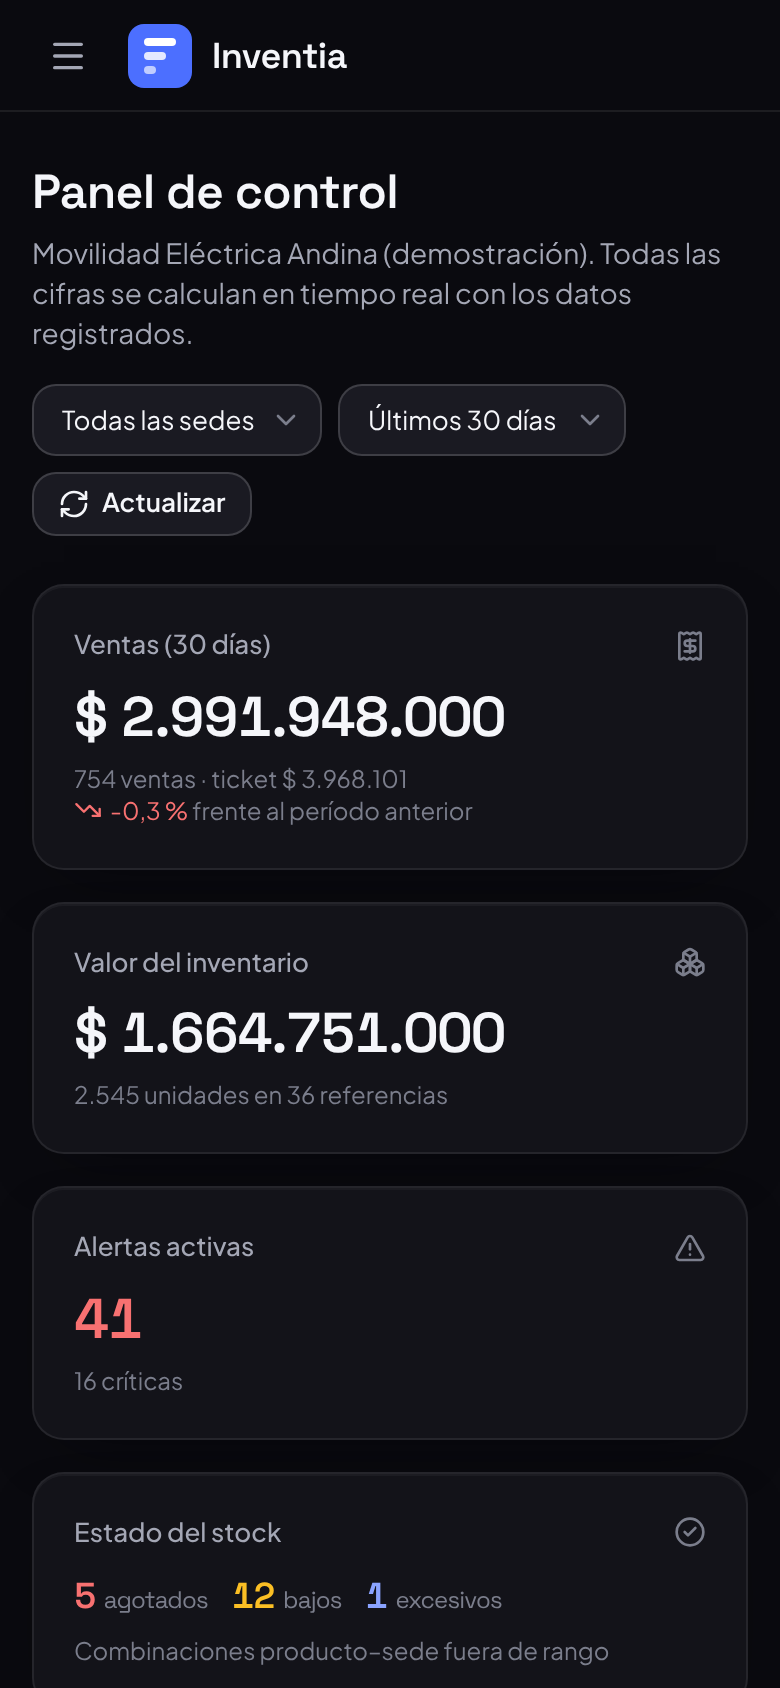 Inventia
Panel de control
Movilidad Eléctrica Andina (demostración). Todas las
cifras se calculan en tiempo real con los datos
registrados.
Todas las sedes
Últimos 30 días
Actualizar
Ventas (30 días)
$ 2.991.948.000
754 ventas · ticket $ 3.968.101
-0,3 % frente al período anterior
Valor del inventario
$ 1.664.751.000
2.545 unidades en 36 referencias
Alertas activas
41
16 críticas
Estado del stock
5 agotados 12 bajos 1 excesivos
Combinaciones producto–sede fuera de rango